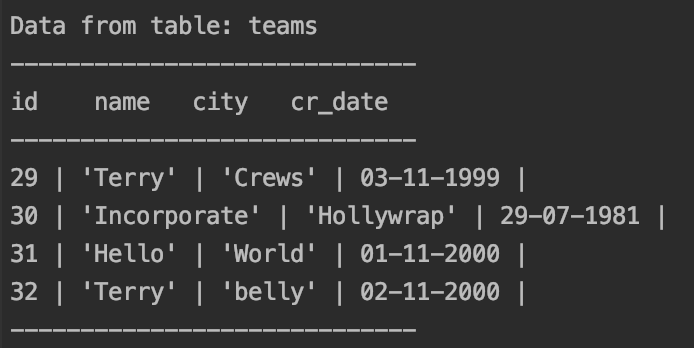 Data from table: teams
-----------------------------
id    name   city   cr_date
-----------------------------
29 | 'Terry' | 'Crews' | 03-11-1999 |
30 | 'Incorporate' | 'Hollywrap' | 29-07-1981 |
31 | 'Hello' | 'World' | 01-11-2000 |
32 | 'Terry' | 'belly' | 02-11-2000 |
-----------------------------